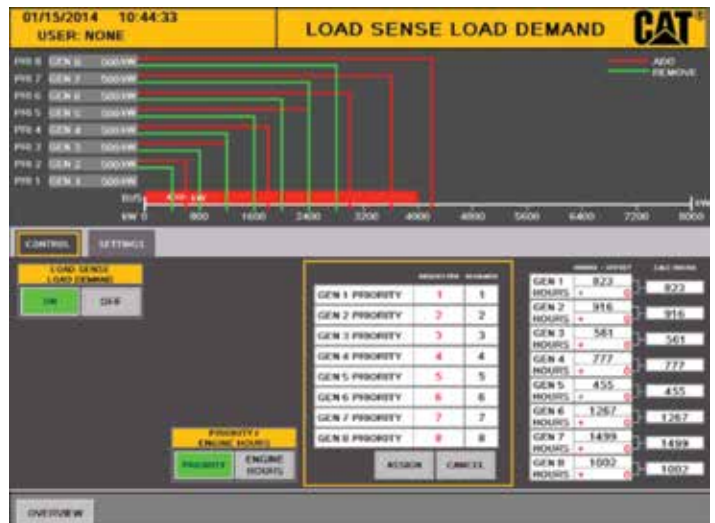 01/15/2014 10:44:33
USER: NONE
LOAD SENSE LOAD DEMAND
CAT®
PRI 8 GEN 8 500 kW
PRI 7 GEN 7 500 kW
PRI 6 GEN 6 500 kW
PRI 5 GEN 5 500 kW
PRI 4 GEN 4 500 kW
PRI 3 GEN 3 500 kW
PRI 2 GEN 2 500 kW
PRI 1 GEN 1 500 kW
ADD
REMOVE
BUS
kW
kW 0 800 1600 2400 3200 4000 4800 5600 6400 7200 8000
CONTROL SETTINGS
LOAD SENSE
LOAD DEMAND
ON OFF
GEN 1 PRIORITY 1 1
GEN 2 PRIORITY 2 2
GEN 3 PRIORITY 3 3
GEN 4 PRIORITY 4 4
GEN 5 PRIORITY 5 5
GEN 6 PRIORITY 6 6
GEN 7 PRIORITY 7 7
GEN 8 PRIORITY 8 8
ASSIGN CANCEL
PRIORITY /
ENGINE HOURS
PRIORITY ENGINE HOURS
GEN 1 HOURS 823 + 0 823
GEN 2 HOURS 916 + 0 916
GEN 3 HOURS 561 + 0 561
GEN 4 HOURS 777 + 0 777
GEN 5 HOURS 455 + 0 455
GEN 6 HOURS 1267 + 0 1267
GEN 7 HOURS 1499 + 0 1499
GEN 8 HOURS 1002 + 0 1002
OVERVIEW